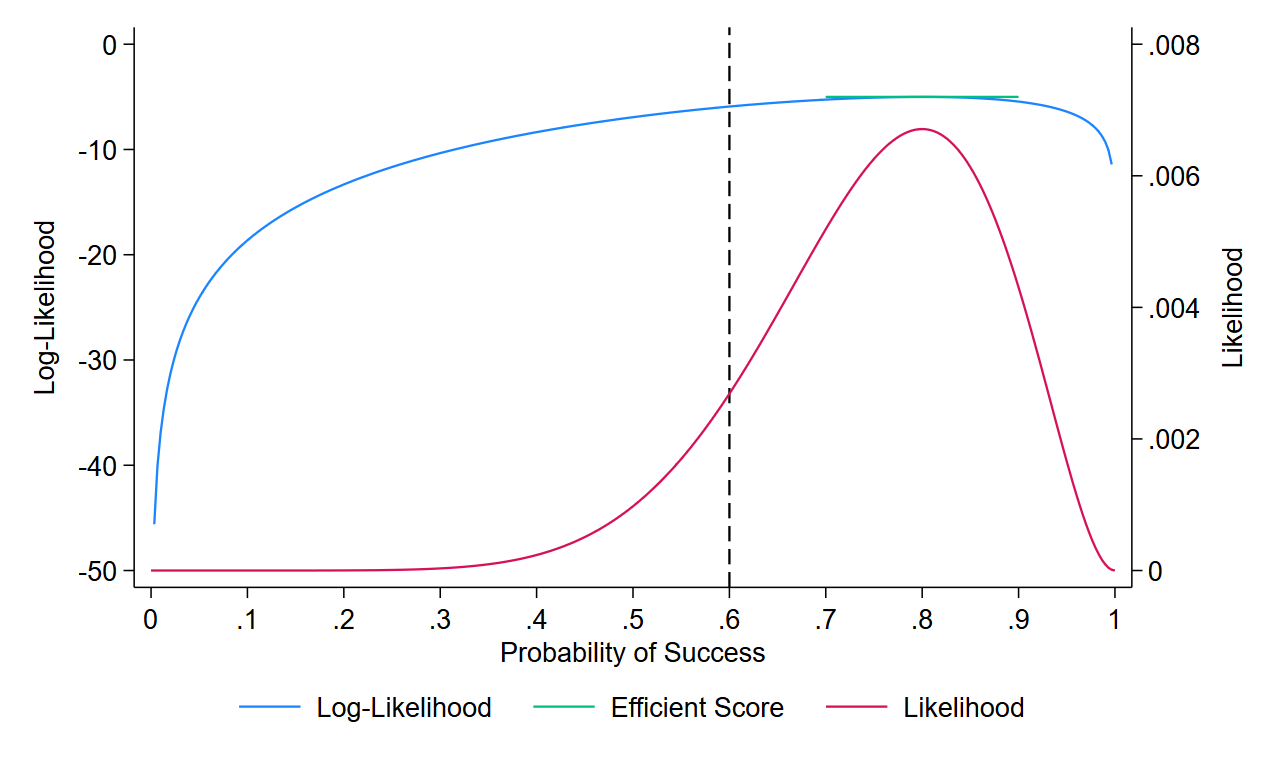 0
-10
-20
-30
-40
-50
Log-Likelihood
.008
.006
.004
.002
0
Likelihood
0 .1 .2 .3 .4 .5 .6 .7 .8 .9 1
Probability of Success
Log-Likelihood Efficient Score Likelihood